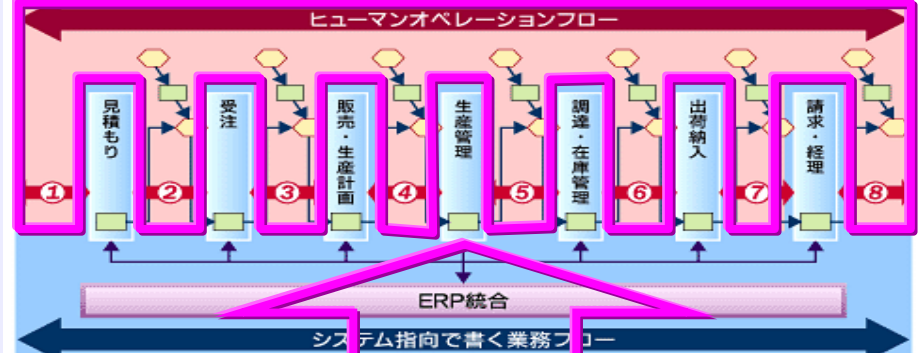 ヒューマンオペレーションフロー
見積もり
受注
販売・生産計画
生産管理
調達・在庫管理
出荷納入
請求・経理
① ② ③ ④ ⑤ ⑥ ⑦ ⑧
ERP統合
システム指向で書く業務フロー